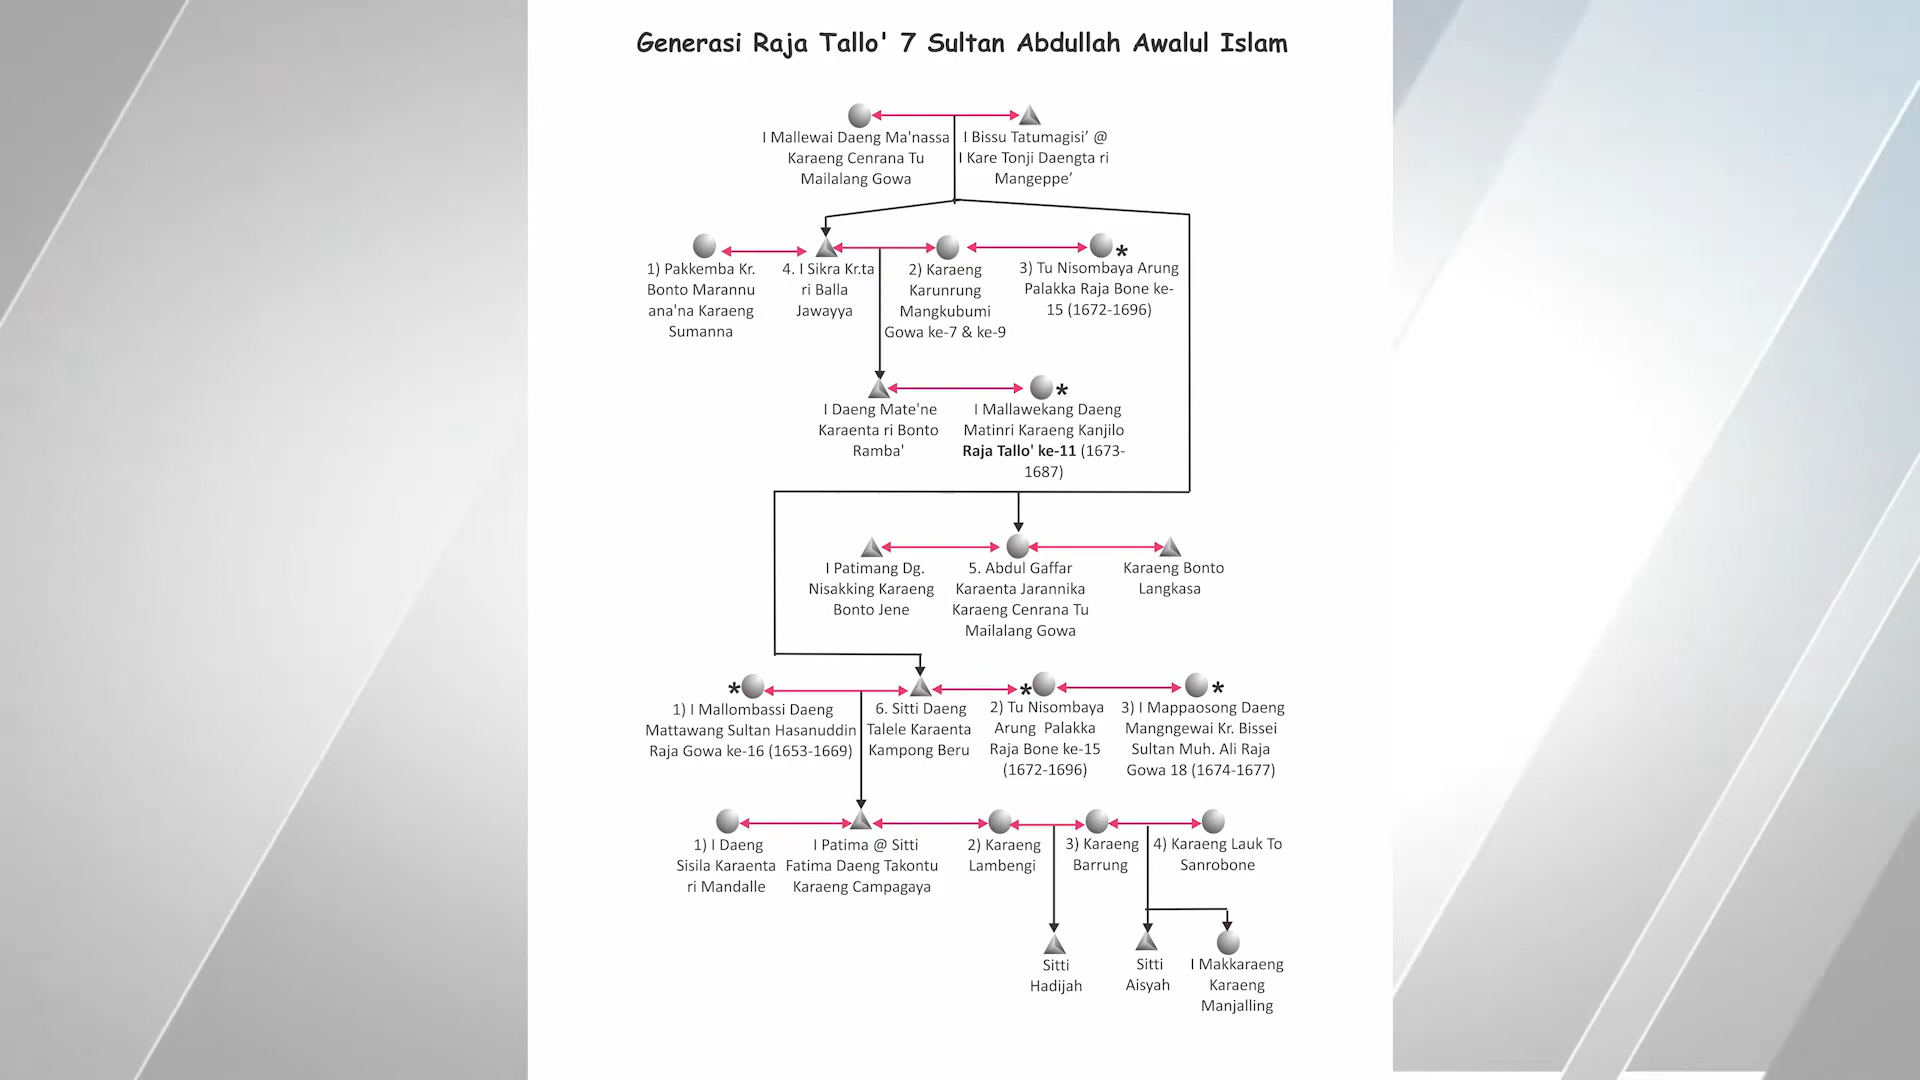 Generasi Raja Tallo' 7 Sultan Abdullah Awalul Islam
I Mallewai Daeng Ma'nassa
Karaeng Cenrana Tu
Mailalang Gowa
I Bissu Tatumagisi’ @
I Kare Tonji Daengta ri
Mangeppe’
1) Pakkemba Kr.
Bonto Marannu
ana'na Karaeng
Sumanna
4. I Sikra Kr.ta
ri Balla
Jawayya
2) Karaeng
Karunrung
Mangkubumi
Gowa ke-7 & ke-9
*
3) Tu Nisombaya Arung
Palakka Raja Bone ke-
15 (1672-1696)
I Daeng Mate'ne
Karaenta ri Bonto
Ramba'
*
I Mallawekang Daeng
Matinri Karaeng Kanjilo
Raja Tallo' ke-11 (1673-
1687)
I Patimang Dg.
Nisakking Karaeng
Bonto Jene
5. Abdul Gaffar
Karaenta Jarannika
Karaeng Cenrana Tu
Mailalang Gowa
Karaeng Bonto
Langkasa
*
1) I Mallombassi Daeng
Mattawang Sultan Hasanuddin
Raja Gowa ke-16 (1653-1669)
6. Sitti Daeng
Talele Karaenta
Kampong Beru
*
2) Tu Nisombaya
Arung Palakka
Raja Bone ke-15
(1672-1696)
*
3) I Mappaosong Daeng
Mangngewai Kr. Bissei
Sultan Muh. Ali Raja
Gowa 18 (1674-1677)
1) I Daeng
Sisila Karaenta
ri Mandalle
I Patima @ Sitti
Fatima Daeng Takontu
Karaeng Campagaya
2) Karaeng
Lambengi
3) Karaeng
Barrung
4) Karaeng Lauk To
Sanrobone
Sitti
Hadijah
Sitti
Aisyah
I Makkaraeng
Karaeng
Manjalling